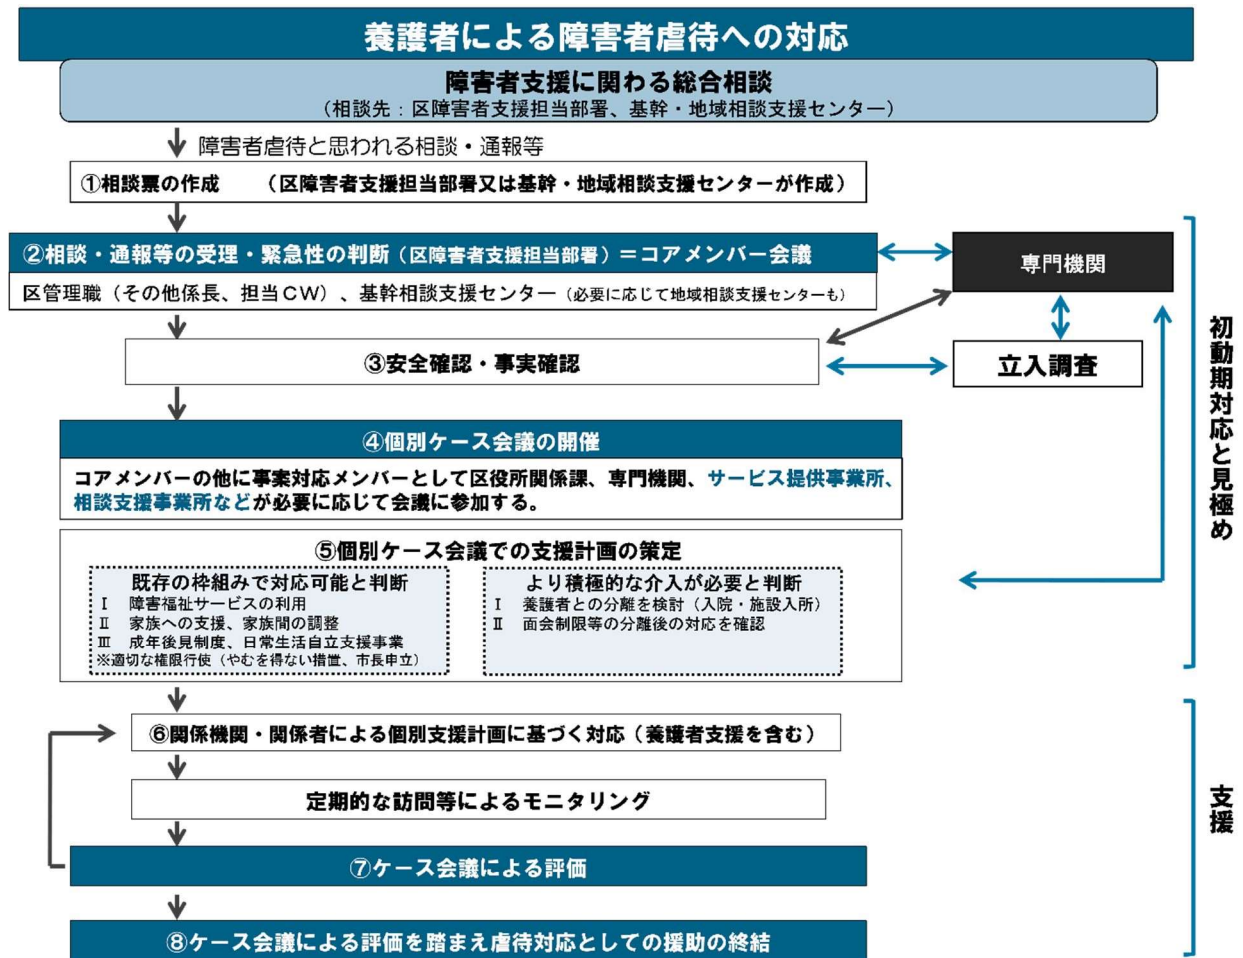 養護者による障害者虐待への対応
障害者支援に関わる総合相談
(相談先:区障害者支援担当部署、基幹・地域相談支援センター)
障害者虐待と思われる相談・通報等
①相談票の作成 (区障害者支援担当部署又は基幹・地域相談支援センターが作成)
②相談・通報等の受理・緊急性の判断(区障害者支援担当部署)=コアメンバー会議
区管理職(その他係長、担当CW)、基幹相談支援センター(必要に応じて地域相談支援センターも)
専門機関
③安全確認・事実確認
立入調査
④個別ケース会議の開催
コアメンバーの他に事案対応メンバーとして区役所関係課、専門機関、サービス提供事業所、
相談支援事業所などが必要に応じて会議に参加する。
⑤個別ケース会議での支援計画の策定
既存の枠組みで対応可能と判断
Ⅰ 障害福祉サービスの利用
Ⅱ 家族への支援、家族間の調整
Ⅲ 成年後見制度、日常生活自立支援事業
※適切な権限行使(やむを得ない措置、市長申立)
より積極的な介入が必要と判断
Ⅰ 養護者との分離を検討(入院・施設入所)
Ⅱ 面会制限等の分離後の対応を確認
初動期対応と見極め
⑥関係機関・関係者による個別支援計画に基づく対応(養護者支援を含む)
定期的な訪問等によるモニタリング
⑦ケース会議による評価
⑧ケース会議による評価を踏まえ虐待対応としての援助の終結
支援